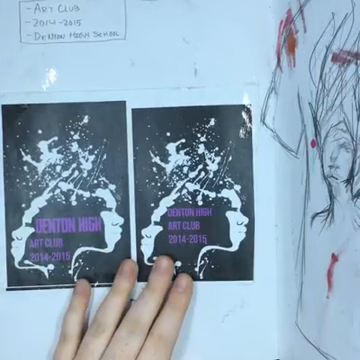 - ART CLUB
- 2014-2015
- DENTON HIGH SCHOOL
DENTON HIGH
ART CLUB
2014-2015
DENTON HIGH
ART CLUB
2014-2015